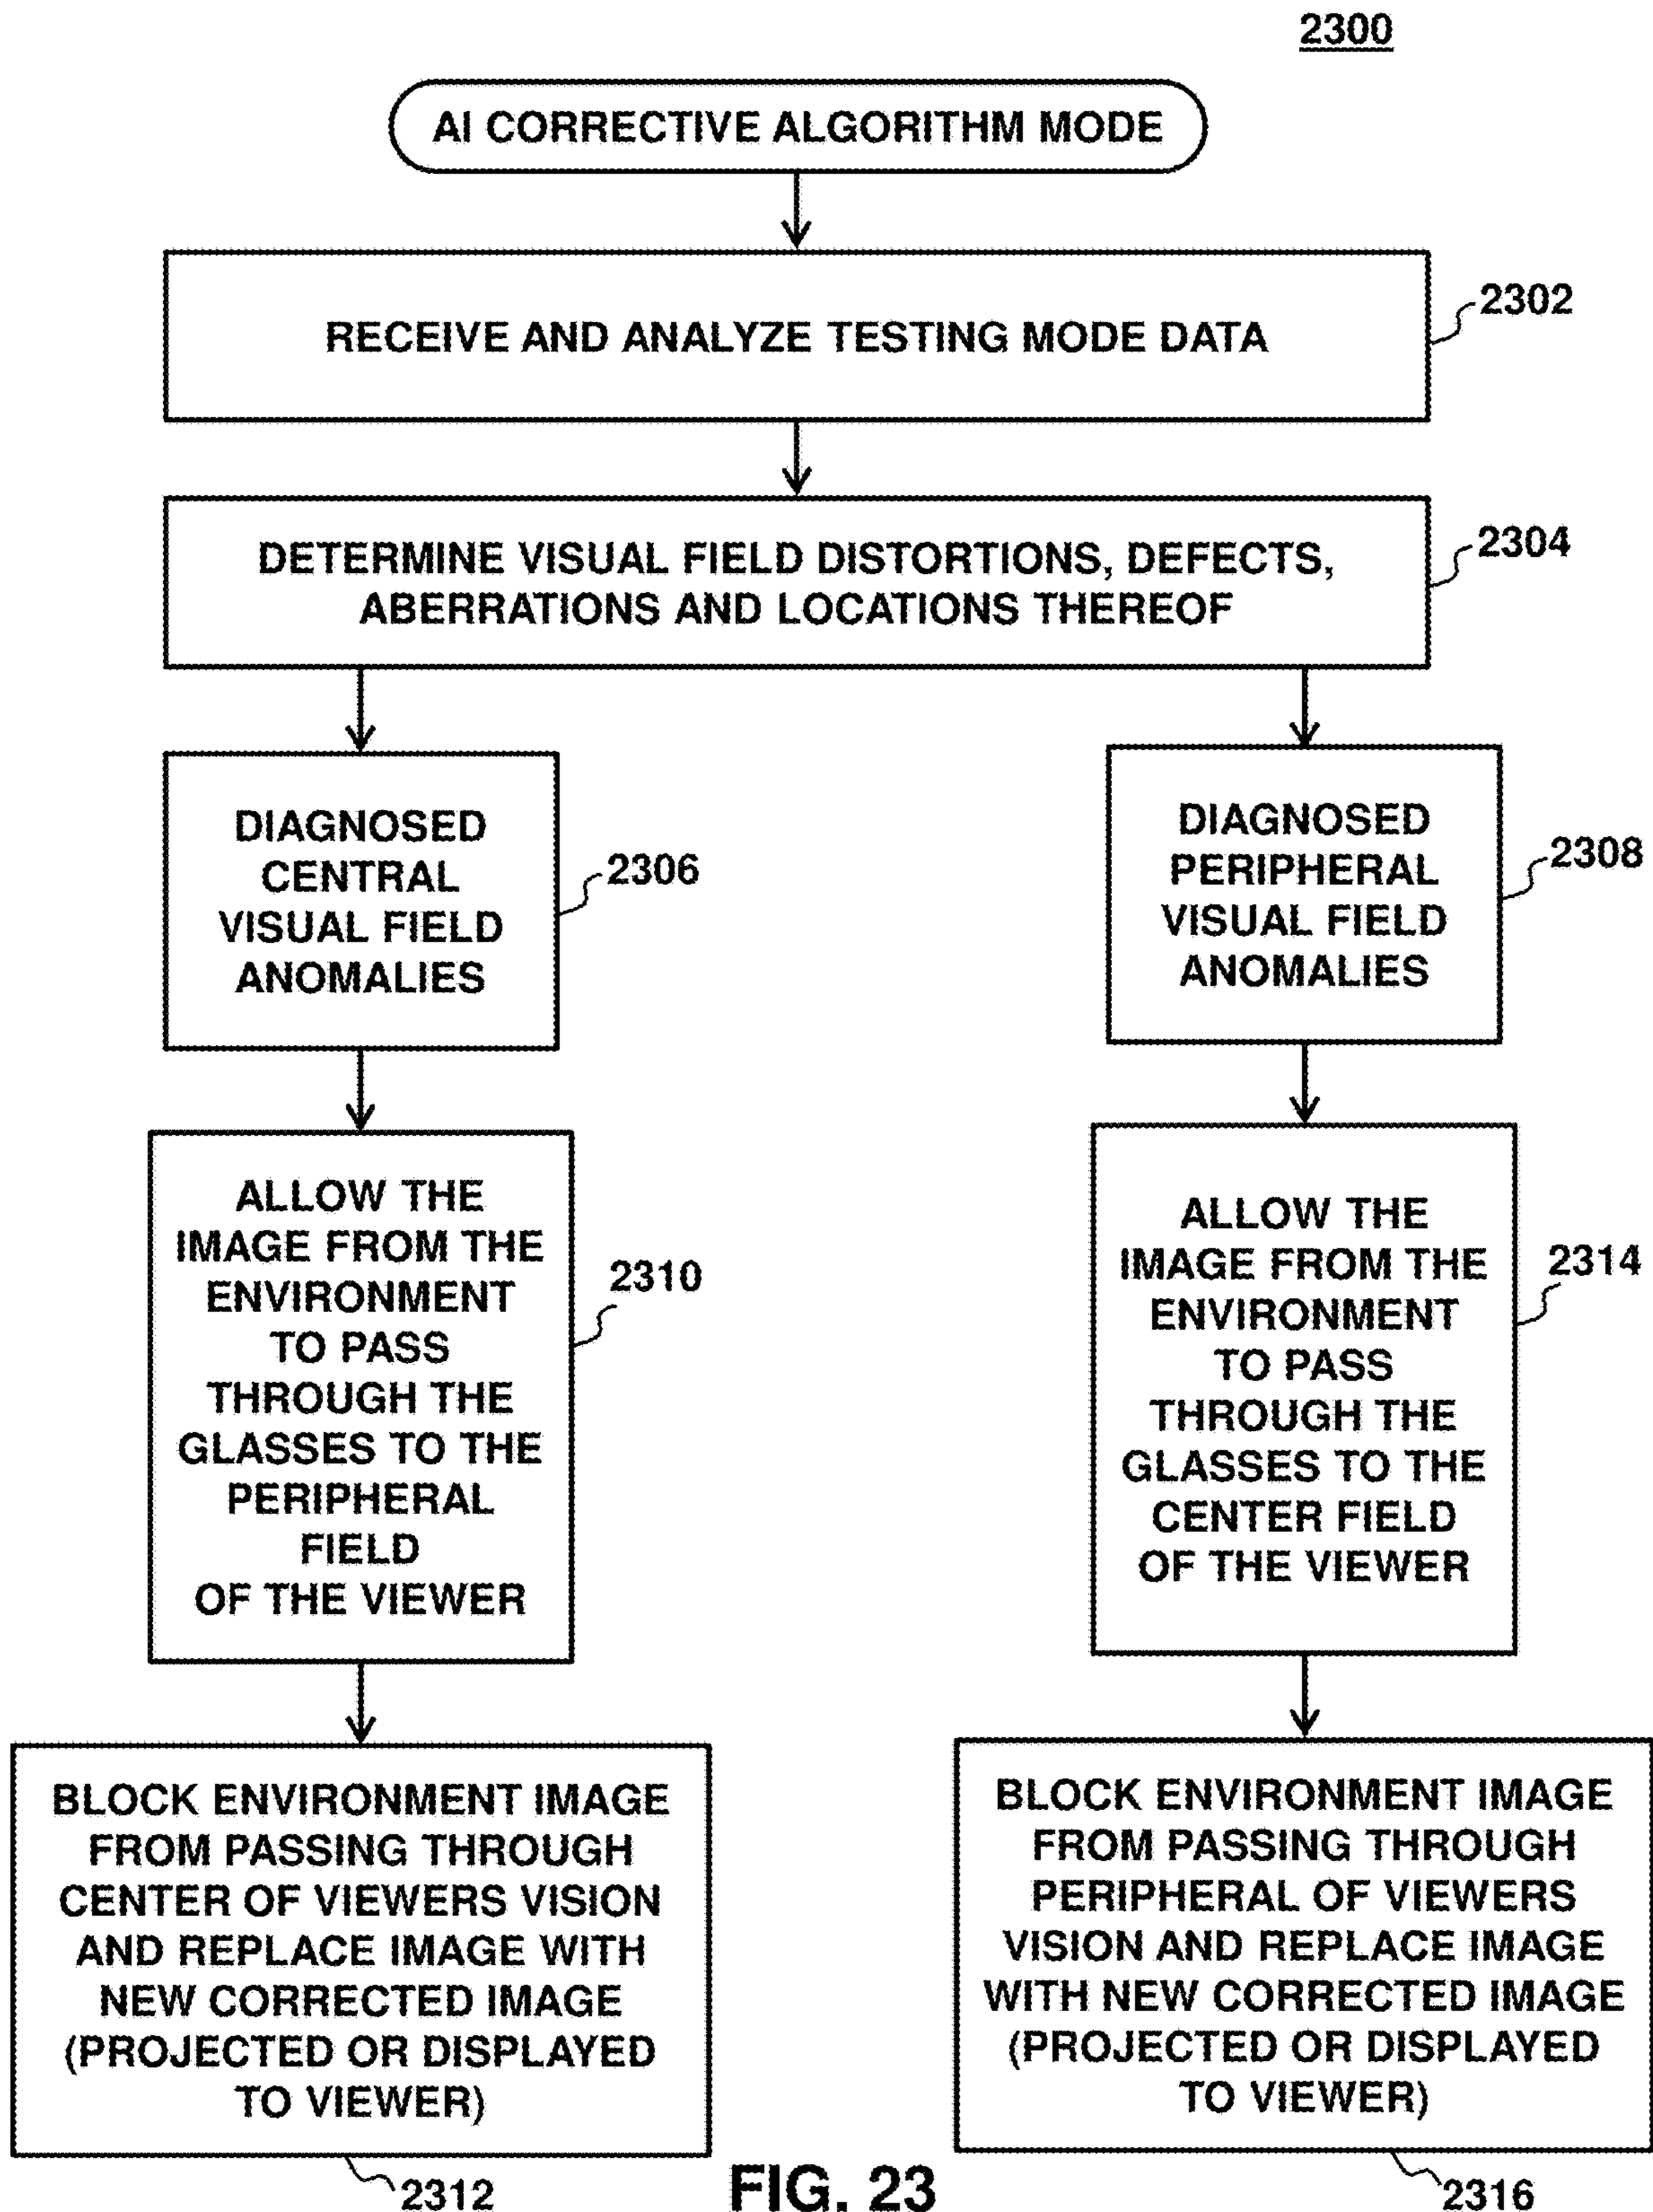 2300
AI CORRECTIVE ALGORITHM MODE
RECEIVE AND ANALYZE TESTING MODE DATA
2302
DETERMINE VISUAL FIELD DISTORTIONS, DEFECTS,
ABERRATIONS AND LOCATIONS THEREOF
2304
DIAGNOSED
CENTRAL
VISUAL FIELD
ANOMALIES
2306
DIAGNOSED
PERIPHERAL
VISUAL FIELD
ANOMALIES
2308
ALLOW THE
IMAGE FROM THE
ENVIRONMENT
TO PASS
THROUGH THE
GLASSES TO THE
PERIPHERAL
FIELD
OF THE VIEWER
2310
ALLOW THE
IMAGE FROM THE
ENVIRONMENT
TO PASS
THROUGH THE
GLASSES TO THE
CENTER FIELD
OF THE VIEWER
2314
BLOCK ENVIRONMENT IMAGE
FROM PASSING THROUGH
CENTER OF VIEWERS VISION
AND REPLACE IMAGE WITH
NEW CORRECTED IMAGE
(PROJECTED OR DISPLAYED
TO VIEWER)
2312
BLOCK ENVIRONMENT IMAGE
FROM PASSING THROUGH
PERIPHERAL OF VIEWERS
VISION AND REPLACE IMAGE
WITH NEW CORRECTED IMAGE
(PROJECTED OR DISPLAYED
TO VIEWER)
2316
FIG. 23